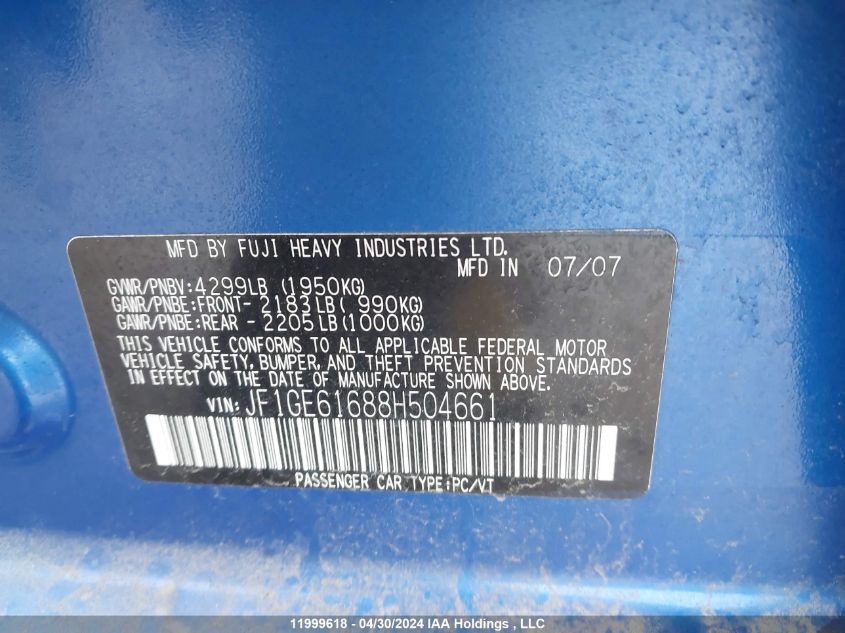 MFD BY FUJI HEAVY INDUSTRIES LTD.
MFD IN 07/07
GVWR/PNBV:4299LB (1950KG)
GAWR/PNBE:FRONT- 2183LB( 990KG)
GAWR/PNBE:REAR - 2205LB(1000KG)
THIS VEHICLE CONFORMS TO ALL APPLICABLE FEDERAL MOTOR
VEHICLE SAFETY, BUMPER, AND THEFT PREVENTION STANDARDS
IN EFFECT ON THE DATE OF MANUFACTURE SHOWN ABOVE.
VIN: JF1GE61688H504661
PASSENGER CAR TYPE:PC/VT
11999618 - 04/30/2024 IAA Holdings , LLC